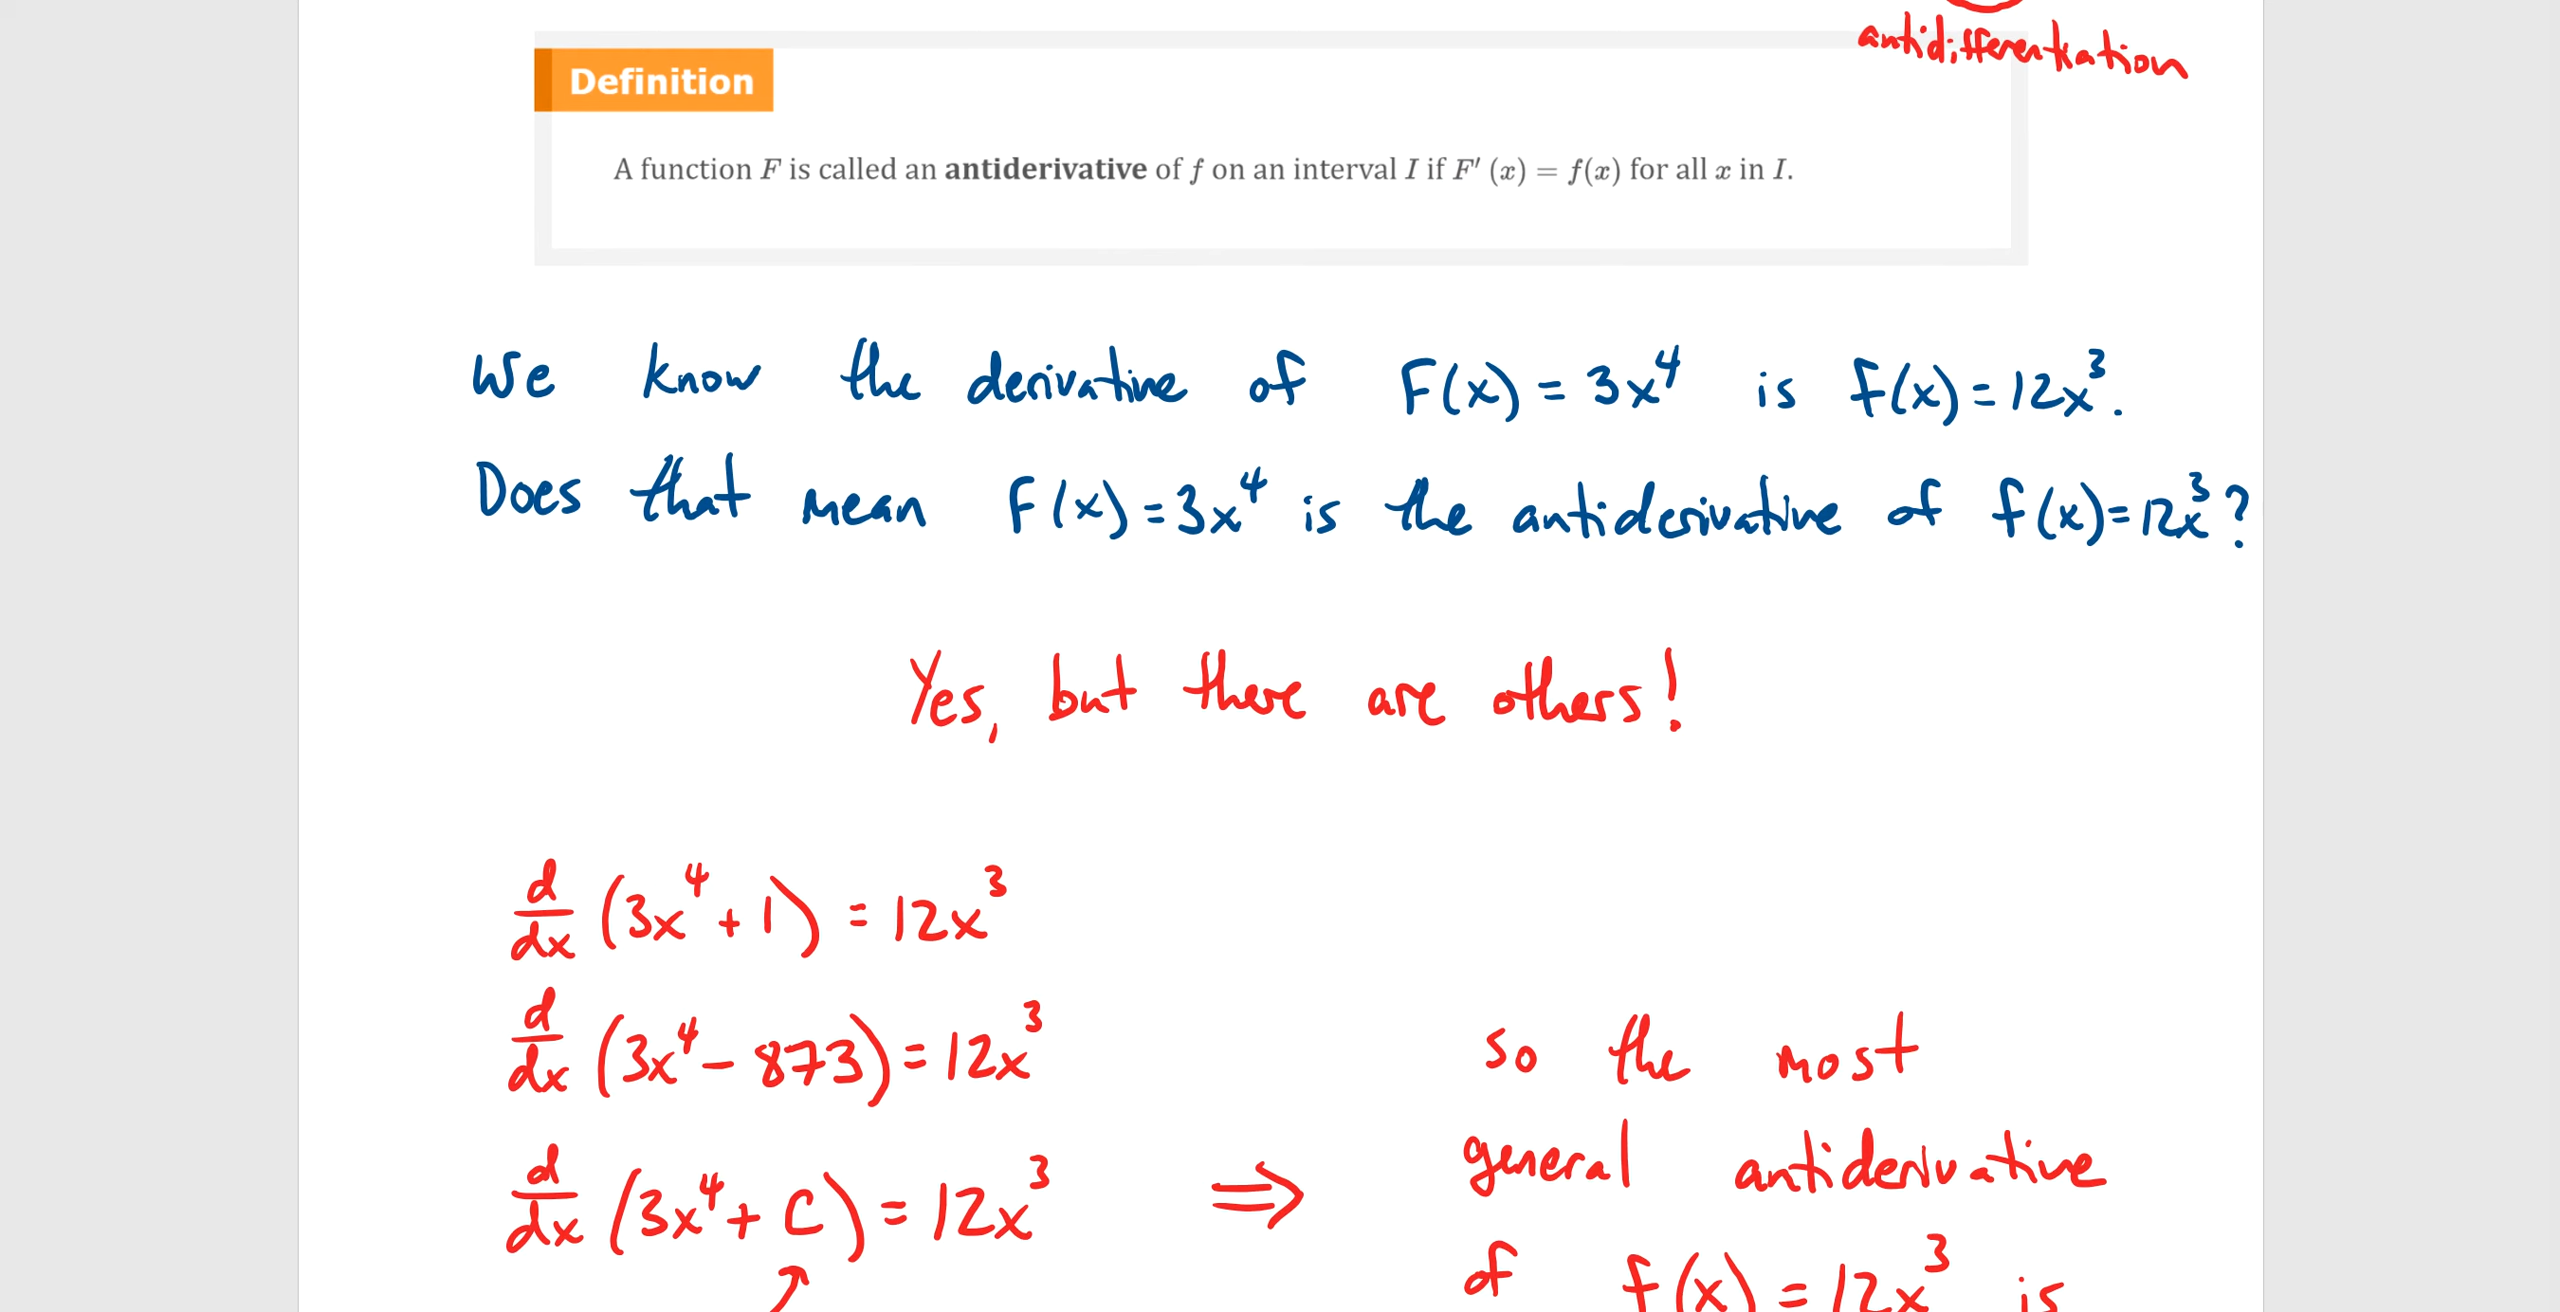 antidifferentiation
Definition
A function F is called an antiderivative of f on an interval I if F′ (x) = f(x) for all x in I.
We know the derivative of F(x) = 3x⁴ is f(x) = 12x³.
Does that mean F(x) = 3x⁴ is the antiderivative of f(x) = 12x³?
Yes, but there are others!
d/dx (3x⁴ + 1) = 12x³
d/dx (3x⁴ - 873) = 12x³
d/dx (3x⁴ + C) = 12x³ ⇒
so the most
general antiderivative
of f(x) = 12x³ is